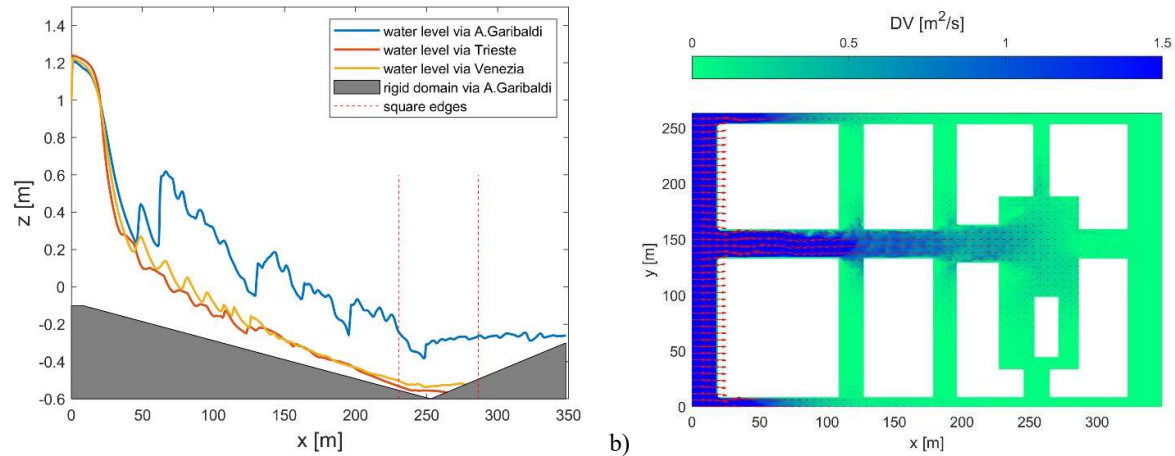 1.4
1.2
1
0.8
0.6
0.4
0.2
0
-0.2
-0.4
-0.6
z [m]
0 50 100 150 200 250 300 350
x [m]
water level via A.Garibaldi
water level via Trieste
water level via Venezia
rigid domain via A.Garibaldi
square edges
b)
DV [m²/s]
0 0.5 1 1.5
250
200
150
100
50
0
y [m]
0 50 100 150 200 250 300
x [m]